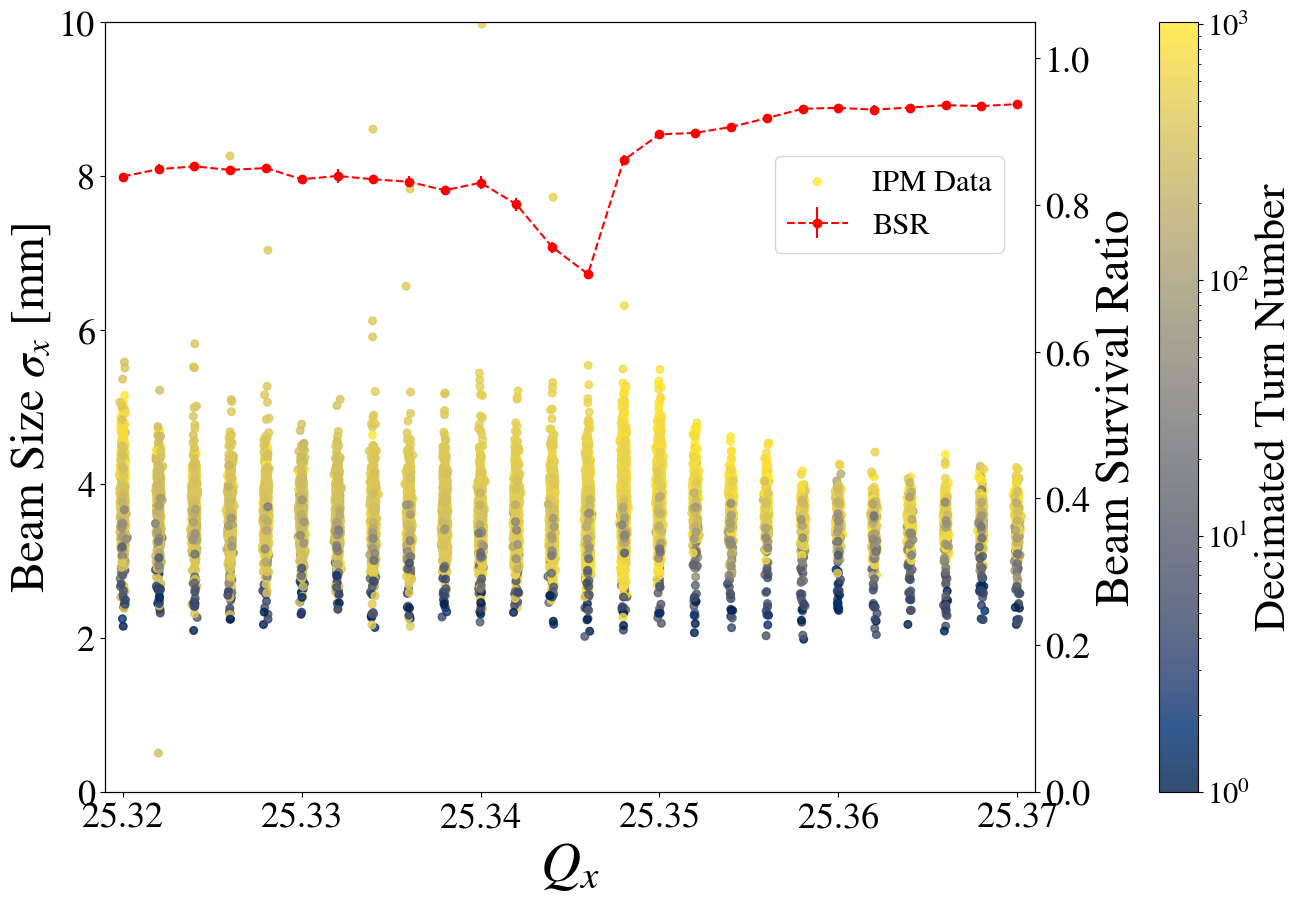 Beam Size σx [mm]
10
8
6
4
2
0
25.32 25.33 25.34 25.35 25.36 25.37
Qx
IPM Data
BSR
1.0
0.8
0.6
0.4
0.2
0.0
Beam Survival Ratio
10³
10²
10¹
10⁰
Decimated Turn Number